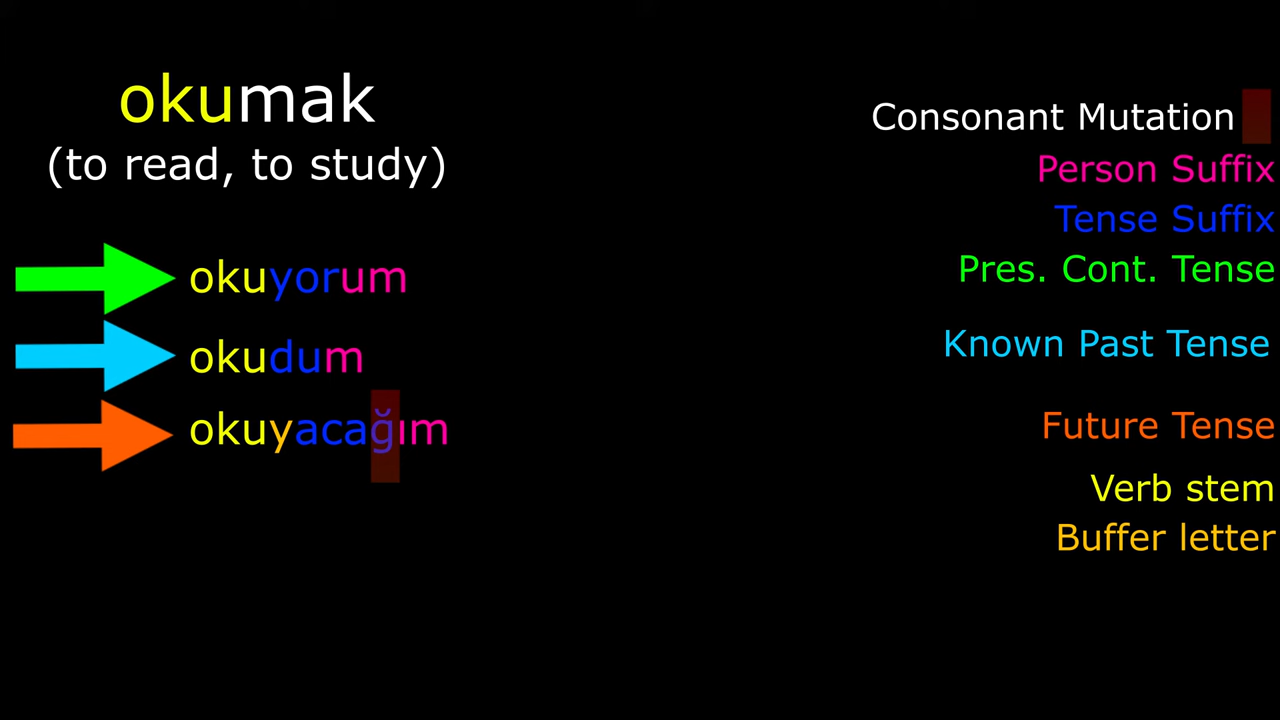 okumak
(to read, to study)
okuyorum
okudum
okuyacağım
Consonant Mutation
Person Suffix
Tense Suffix
Pres. Cont. Tense
Known Past Tense
Future Tense
Verb stem
Buffer letter